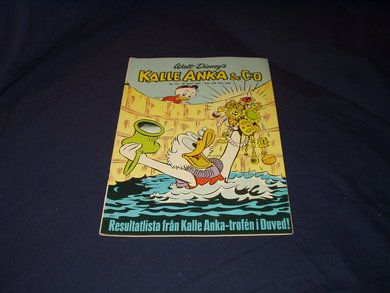 Walt Disney's
KALLE ANKA & C:O
Resultatlista från Kalle Anka-trofén i Duved!